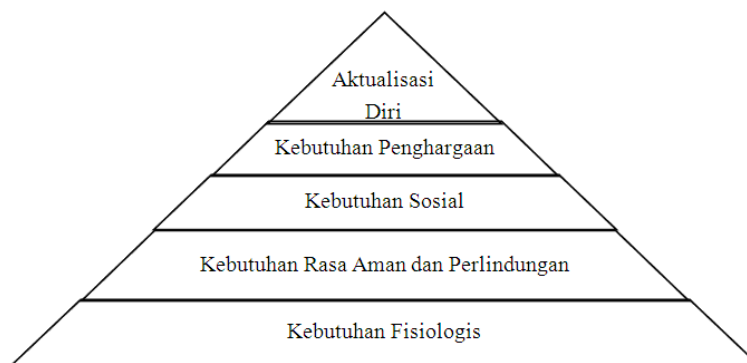 Aktualisasi
Diri
Kebutuhan Penghargaan
Kebutuhan Sosial
Kebutuhan Rasa Aman dan Perlindungan
Kebutuhan Fisiologis